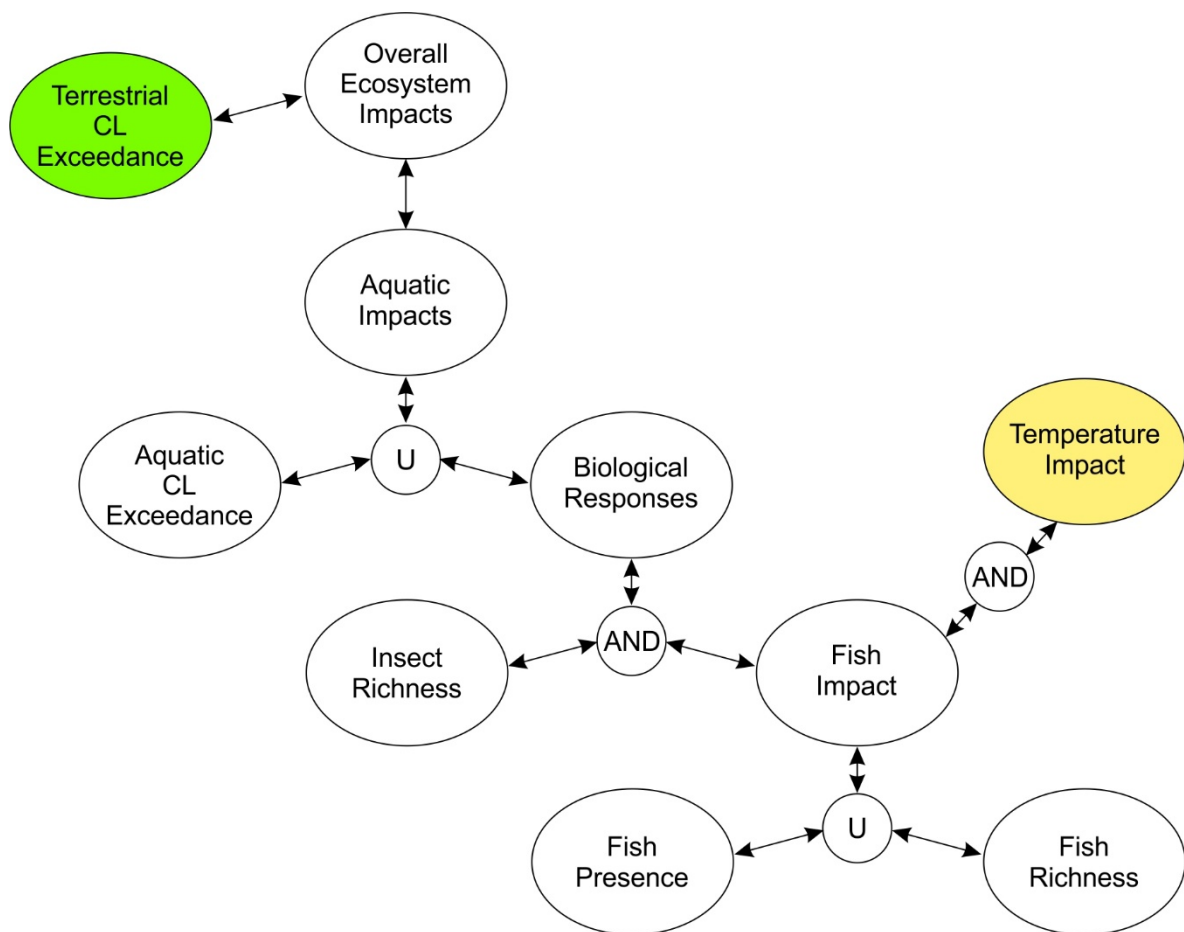 Overall
Ecosystem
Impacts
Terrestrial
CL
Exceedance
Aquatic
Impacts
Temperature
Impact
Aquatic
CL
Exceedance
U
Biological
Responses
AND
Insect
Richness
AND
Fish
Impact
Fish
Presence
U
Fish
Richness